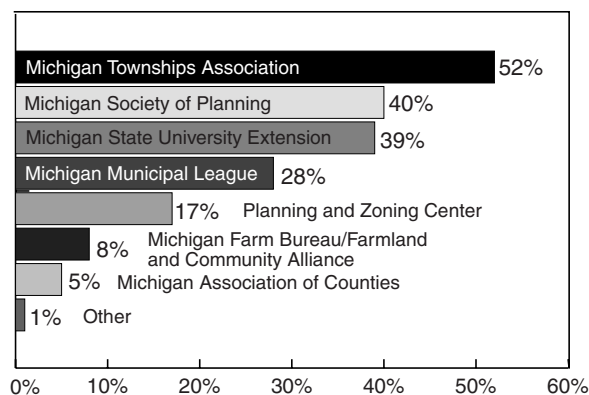 Michigan Townships Association 52%
Michigan Society of Planning 40%
Michigan State University Extension 39%
Michigan Municipal League 28%
17% Planning and Zoning Center
8% Michigan Farm Bureau/Farmland
and Community Alliance
5% Michigan Association of Counties
1% Other
0% 10% 20% 30% 40% 50% 60%